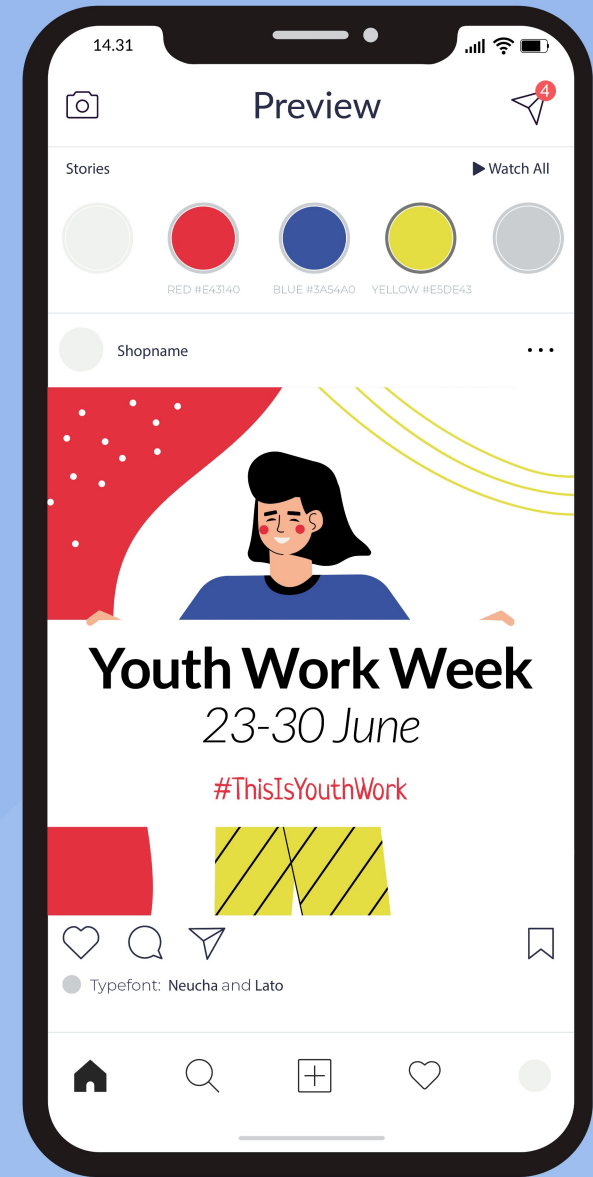 14.31
Preview
4
Stories
Watch All
RED #E43140
BLUE #3A54A0
YELLOW #E5DE43
Shopname
Youth Work Week
23-30 June
#ThisIsYouthWork
Typefont: Neucha and Lato